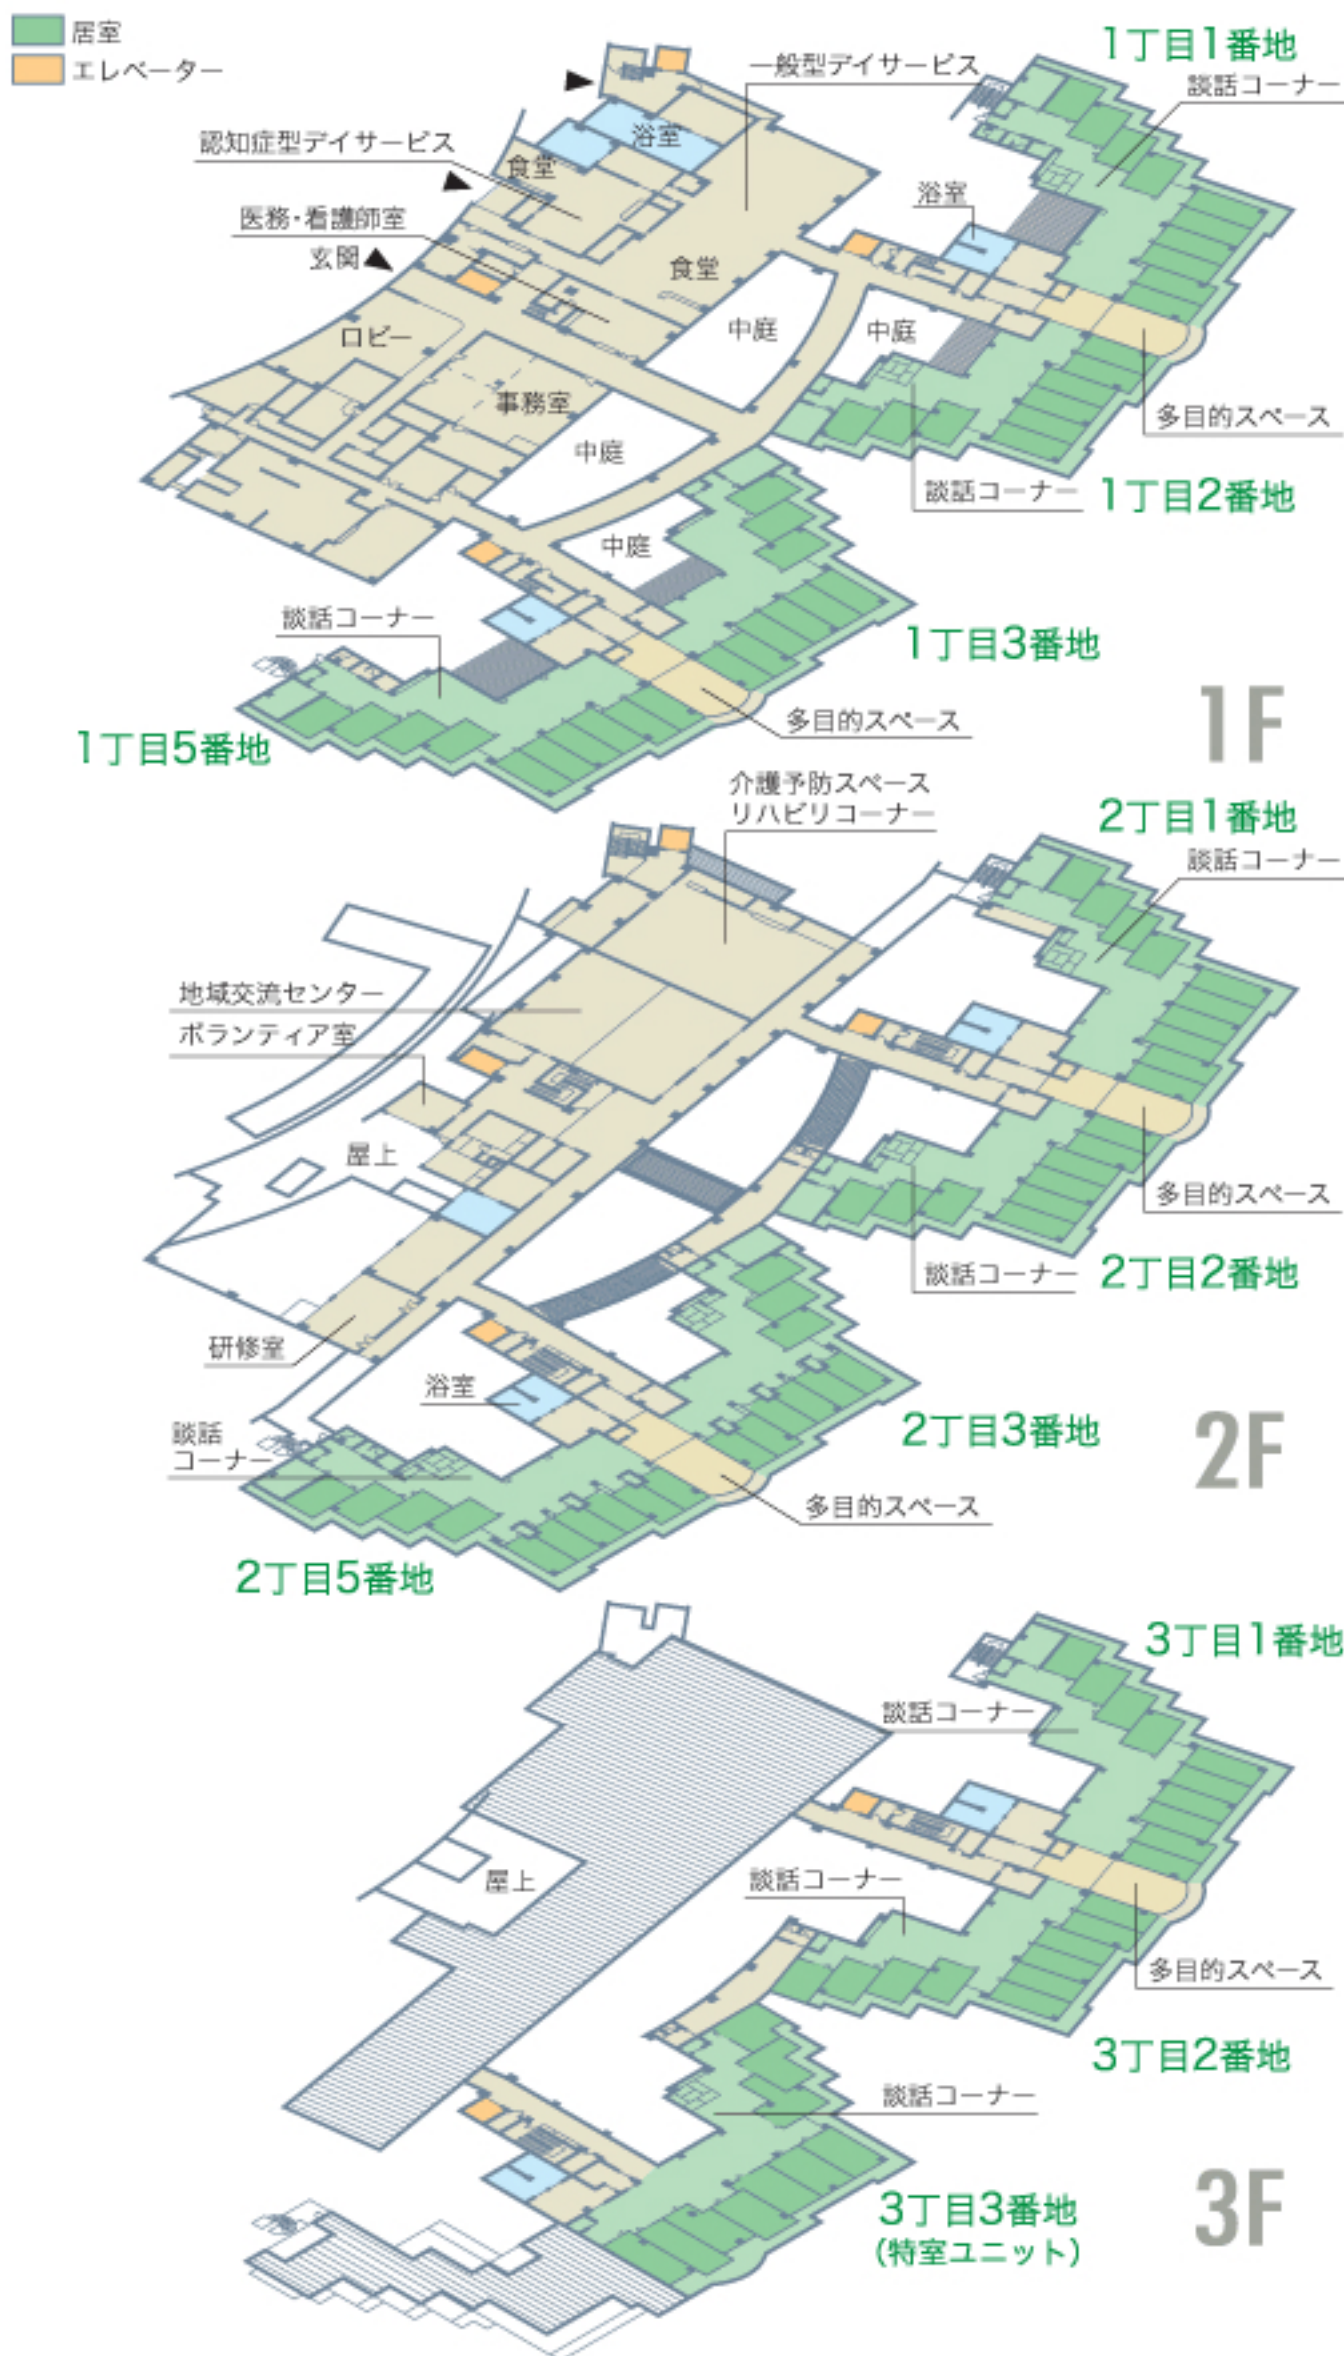 居室
エレベーター
1丁目1番地
一般型デイサービス
談話コーナー
認知症型デイサービス
浴室
食堂
医務・看護師室
浴室
玄関
食堂
ロビー
中庭
中庭
事務室
多目的スペース
中庭
談話コーナー
1丁目2番地
中庭
談話コーナー
1丁目3番地
多目的スペース
1丁目5番地
1F
介護予防スペース
リハビリコーナー
2丁目1番地
談話コーナー
地域交流センター
ボランティア室
屋上
多目的スペース
談話コーナー
2丁目2番地
研修室
浴室
談話
コーナー
2丁目3番地
2F
多目的スペース
2丁目5番地
3丁目1番地
談話コーナー
屋上
談話コーナー
多目的スペース
3丁目2番地
談話コーナー
3丁目3番地
(特室ユニット)
3F